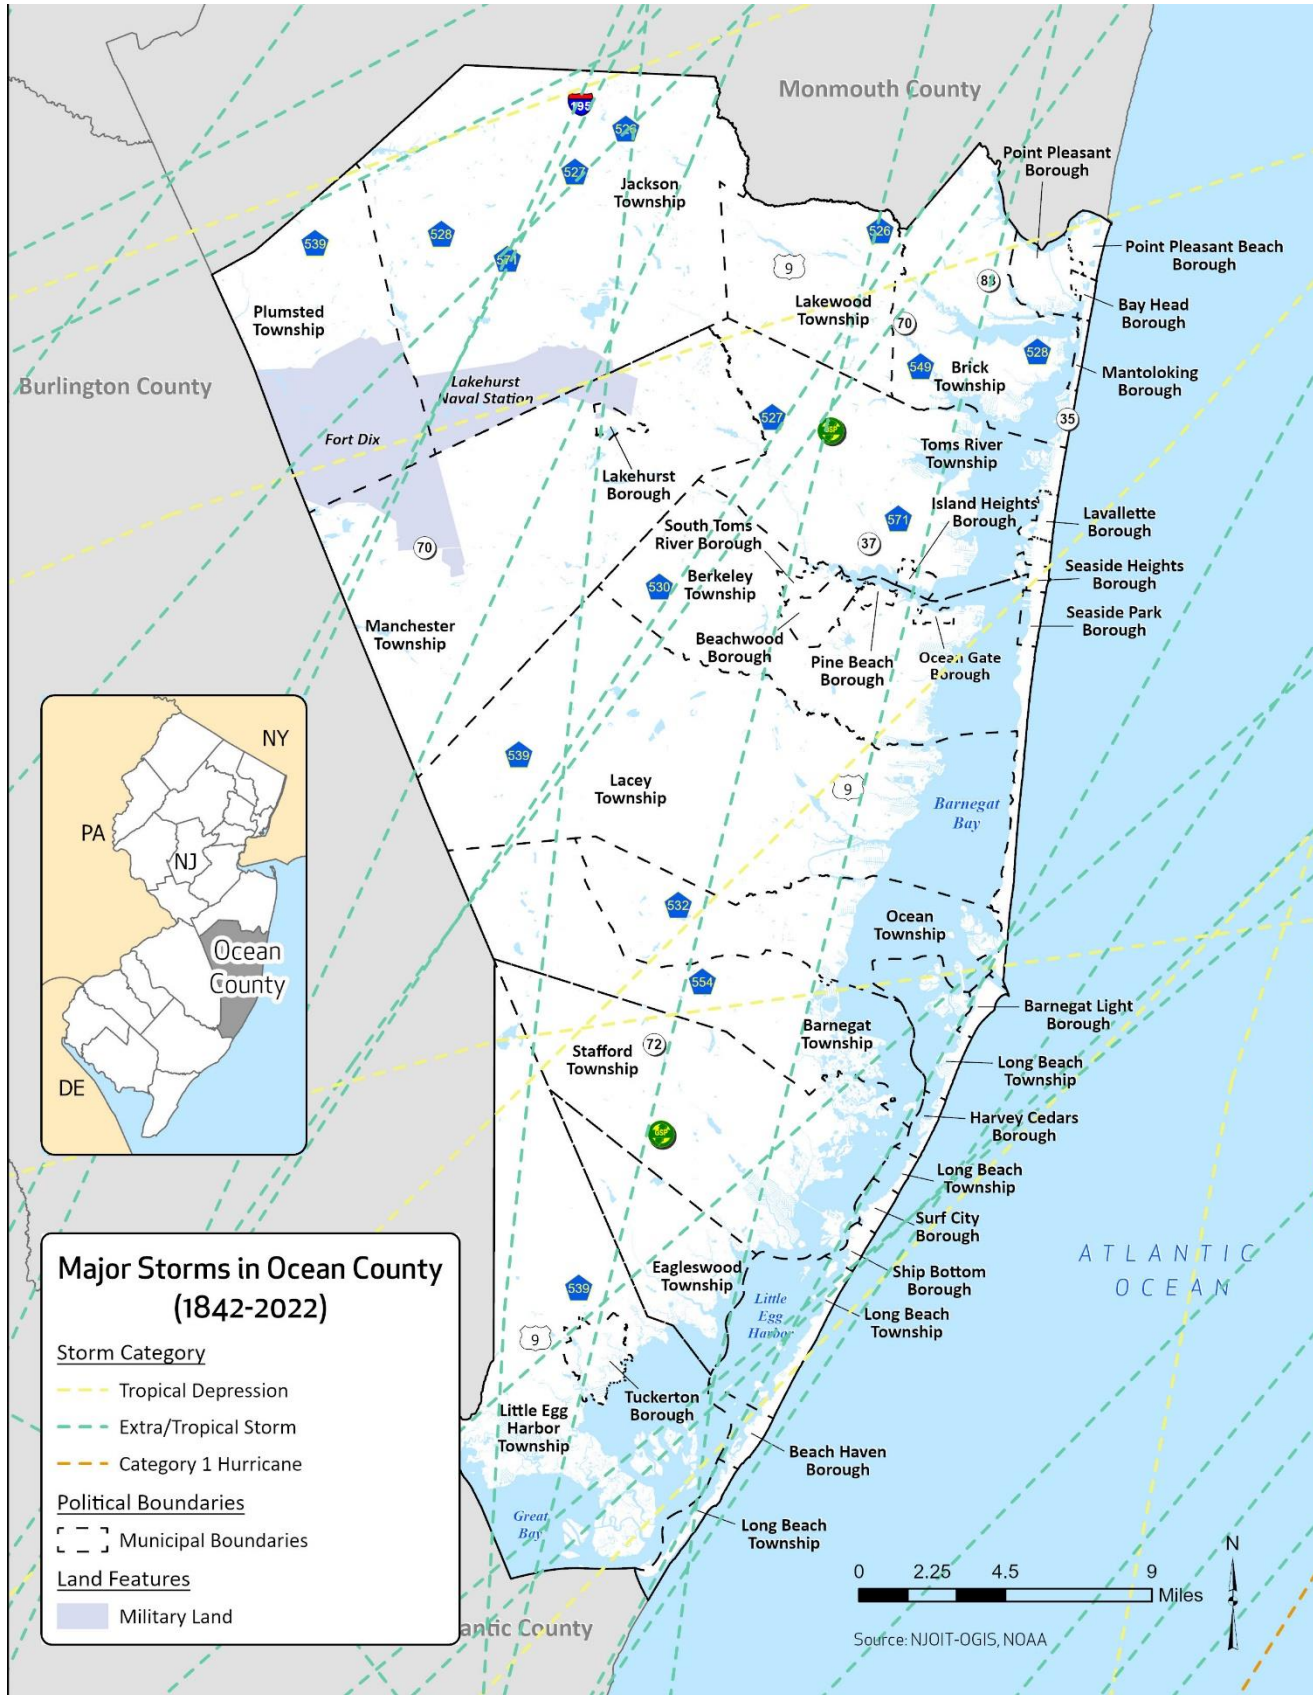 Monmouth County
195
526
527
Jackson
Township
Point Pleasant
Borough
539
528
571
526
9
88
Point Pleasant Beach
Borough
Bay Head
Borough
Plumsted
Township
Lakewood
Township
70
549
528
Brick
Township
Mantoloking
Borough
Burlington County
Lakehurst
Naval Station
Fort Dix
527
GSP
35
Toms River
Township
Lakehurst
Borough
Island Heights
Borough
Lavallette
Borough
South Toms
River Borough
571
37
70
530
Berkeley
Township
Seaside Heights
Borough
Seaside Park
Borough
Manchester
Township
Beachwood
Borough
Pine Beach
Borough
Ocean Gate
Borough
539
Lacey
Township
9
Barnegat
Bay
NY
PA
NJ
Ocean
County
DE
532
Ocean
Township
554
Barnegat
Township
Barnegat Light
Borough
72
Stafford
Township
Long Beach
Township
GSP
Harvey Cedars
Borough
Long Beach
Township
Surf City
Borough
Eagleswood
Township
Ship Bottom
Borough
ATLANTIC
OCEAN
539
Little
Egg
Harbor
Long Beach
Township
9
Tuckerton
Borough
Little Egg
Harbor
Township
Beach Haven
Borough
Great
Bay
Long Beach
Township
antic County
Major Storms in Ocean County
(1842-2022)
Storm Category
Tropical Depression
Extra/Tropical Storm
Category 1 Hurricane
Political Boundaries
Municipal Boundaries
Land Features
Military Land
N
0 2.25 4.5 9
Miles
Source: NJOIT-OGIS, NOAA